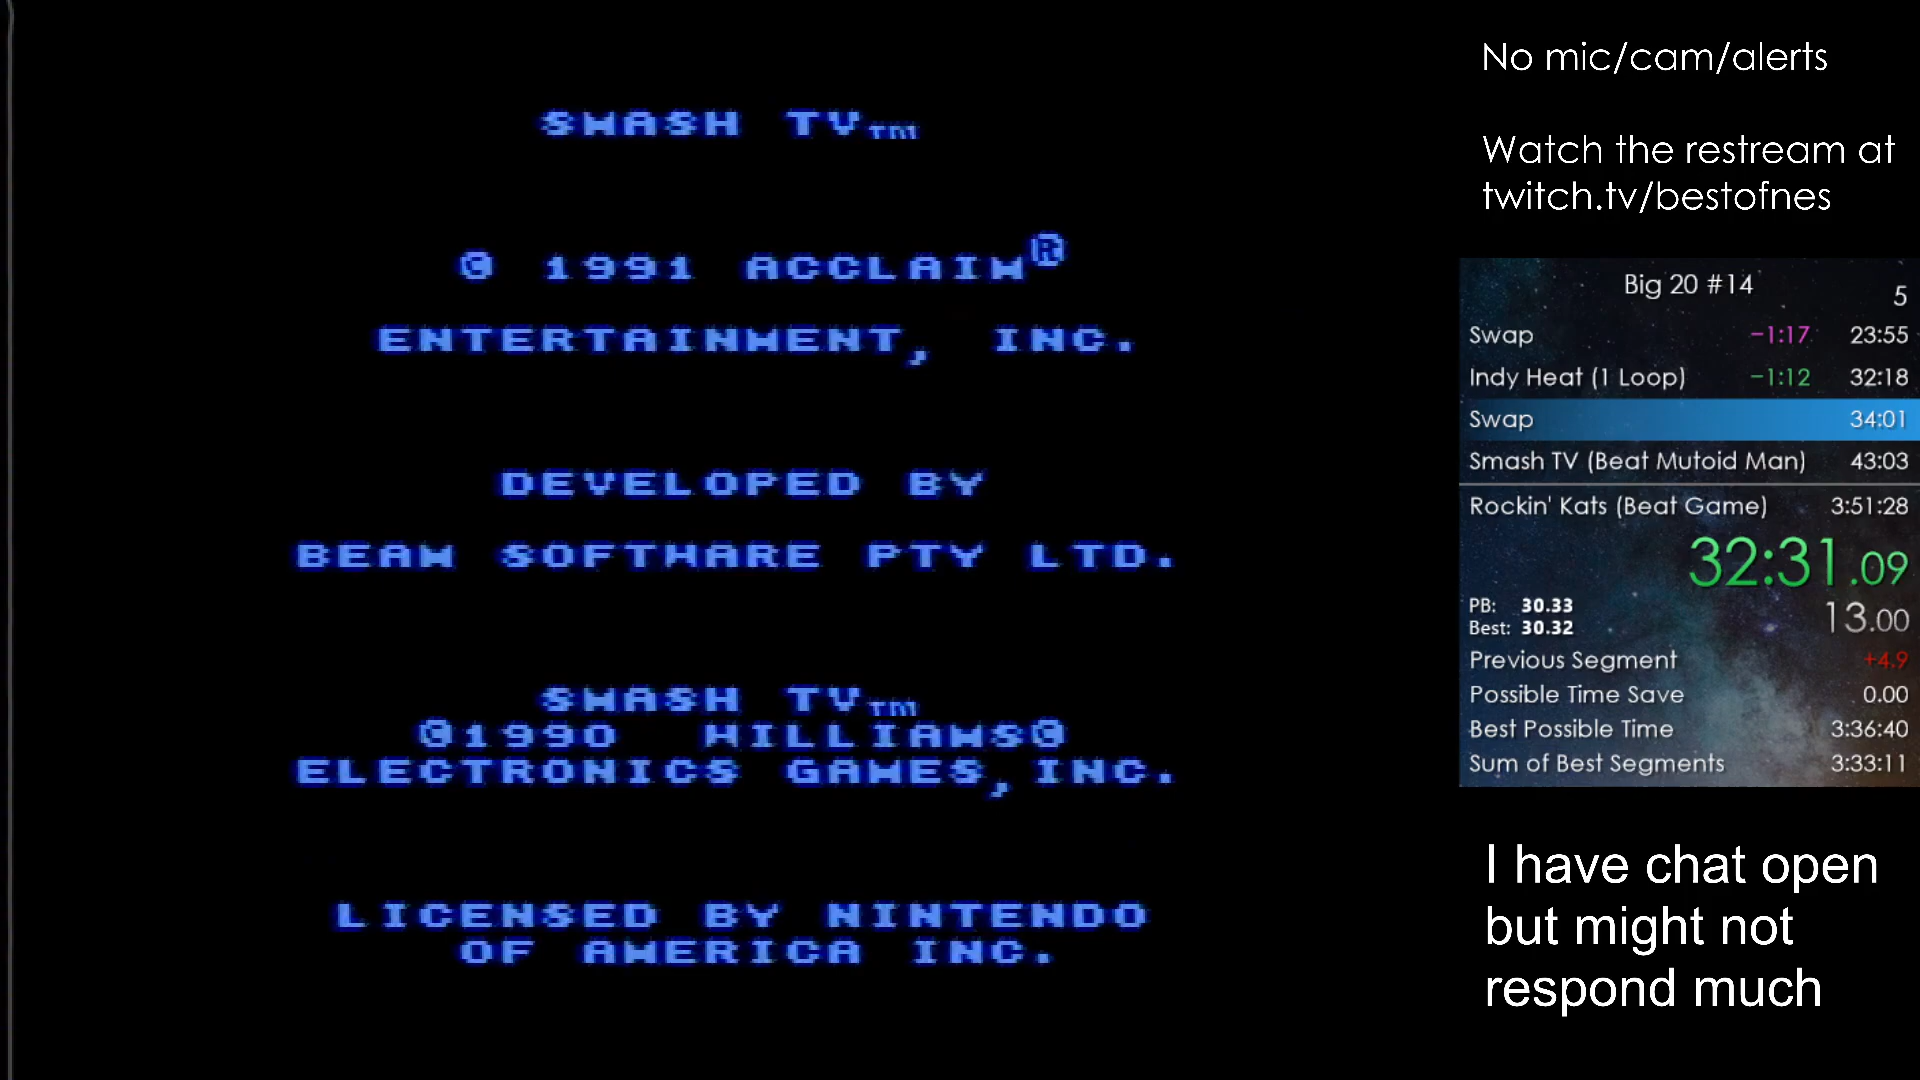 SMASH TV™
© 1991 ACCLAIM®
ENTERTAINMENT, INC.
DEVELOPED BY
BEAM SOFTWARE PTY LTD.
SMASH TV™
©1990 WILLIAMS©
ELECTRONICS GAMES, INC.
LICENSED BY NINTENDO
OF AMERICA INC.
No mic/cam/alerts
Watch the restream at
twitch.tv/bestofnes
Big 20 #14
5
Swap -1:17 23:55
Indy Heat (1 Loop) -1:12 32:18
Swap 34:01
Smash TV (Beat Mutoid Man) 43:03
Rockin' Kats (Beat Game) 3:51:28
32:31.09
PB: 30.33
Best: 30.32
13.00
Previous Segment +4.9
Possible Time Save 0.00
Best Possible Time 3:36:40
Sum of Best Segments 3:33:11
I have chat open
but might not
respond much